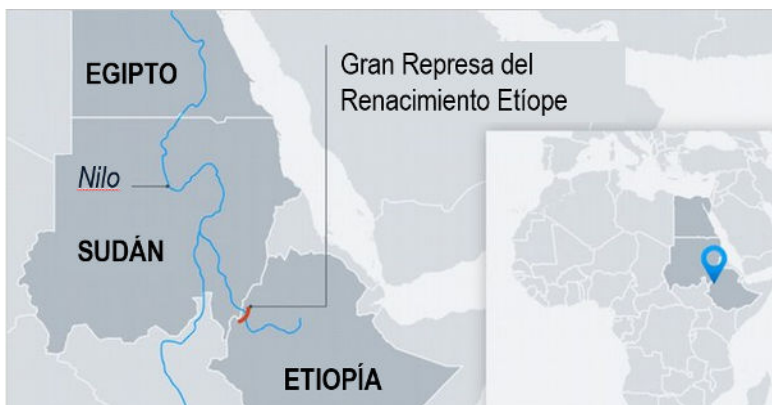 EGIPTO
Gran Represa del
Renacimiento Etíope
Nilo
SUDÁN
ETIOPÍA